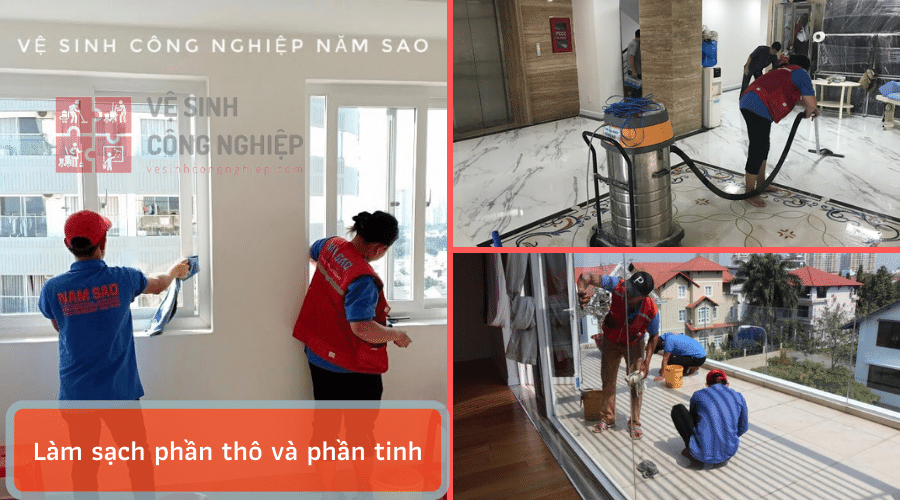 VỆ SINH CÔNG NGHIỆP NĂM SAO
VỆ SINH
CÔNG NGHIỆP
vesinhcongnghiep.com
NAM SAO
Làm sạch phần thô và phần tinh
PCCC